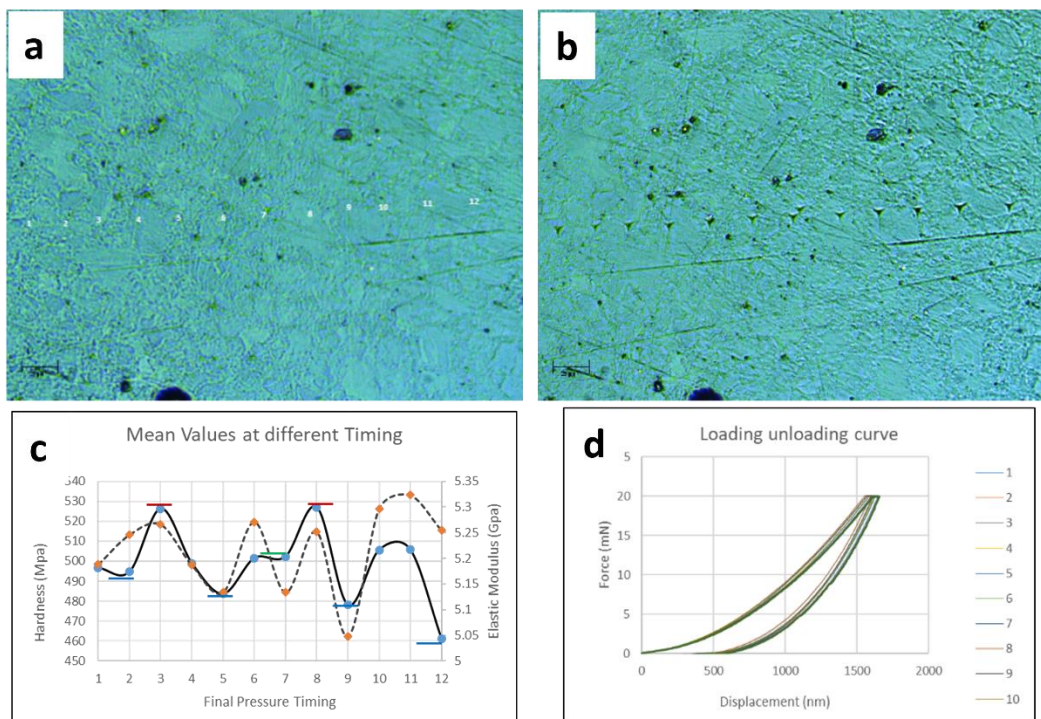 a
b
1 2 3 4 5 6 7 8 9 10 11 12
c
Mean Values at different Timing
540 5.35
530 5.3
520 5.25
510
500 5.2
490 5.15
480 5.1
470
460 5.05
450 5
Hardness (Mpa)
Elastic Modulus (Gpa)
1 2 3 4 5 6 7 8 9 10 11 12
Final Pressure Timing
d
Loading unloading curve
25
20
15
10
5
0
Force (mN)
0 500 1000 1500 2000
Displacement (nm)
1
2
3
4
5
6
7
8
9
10